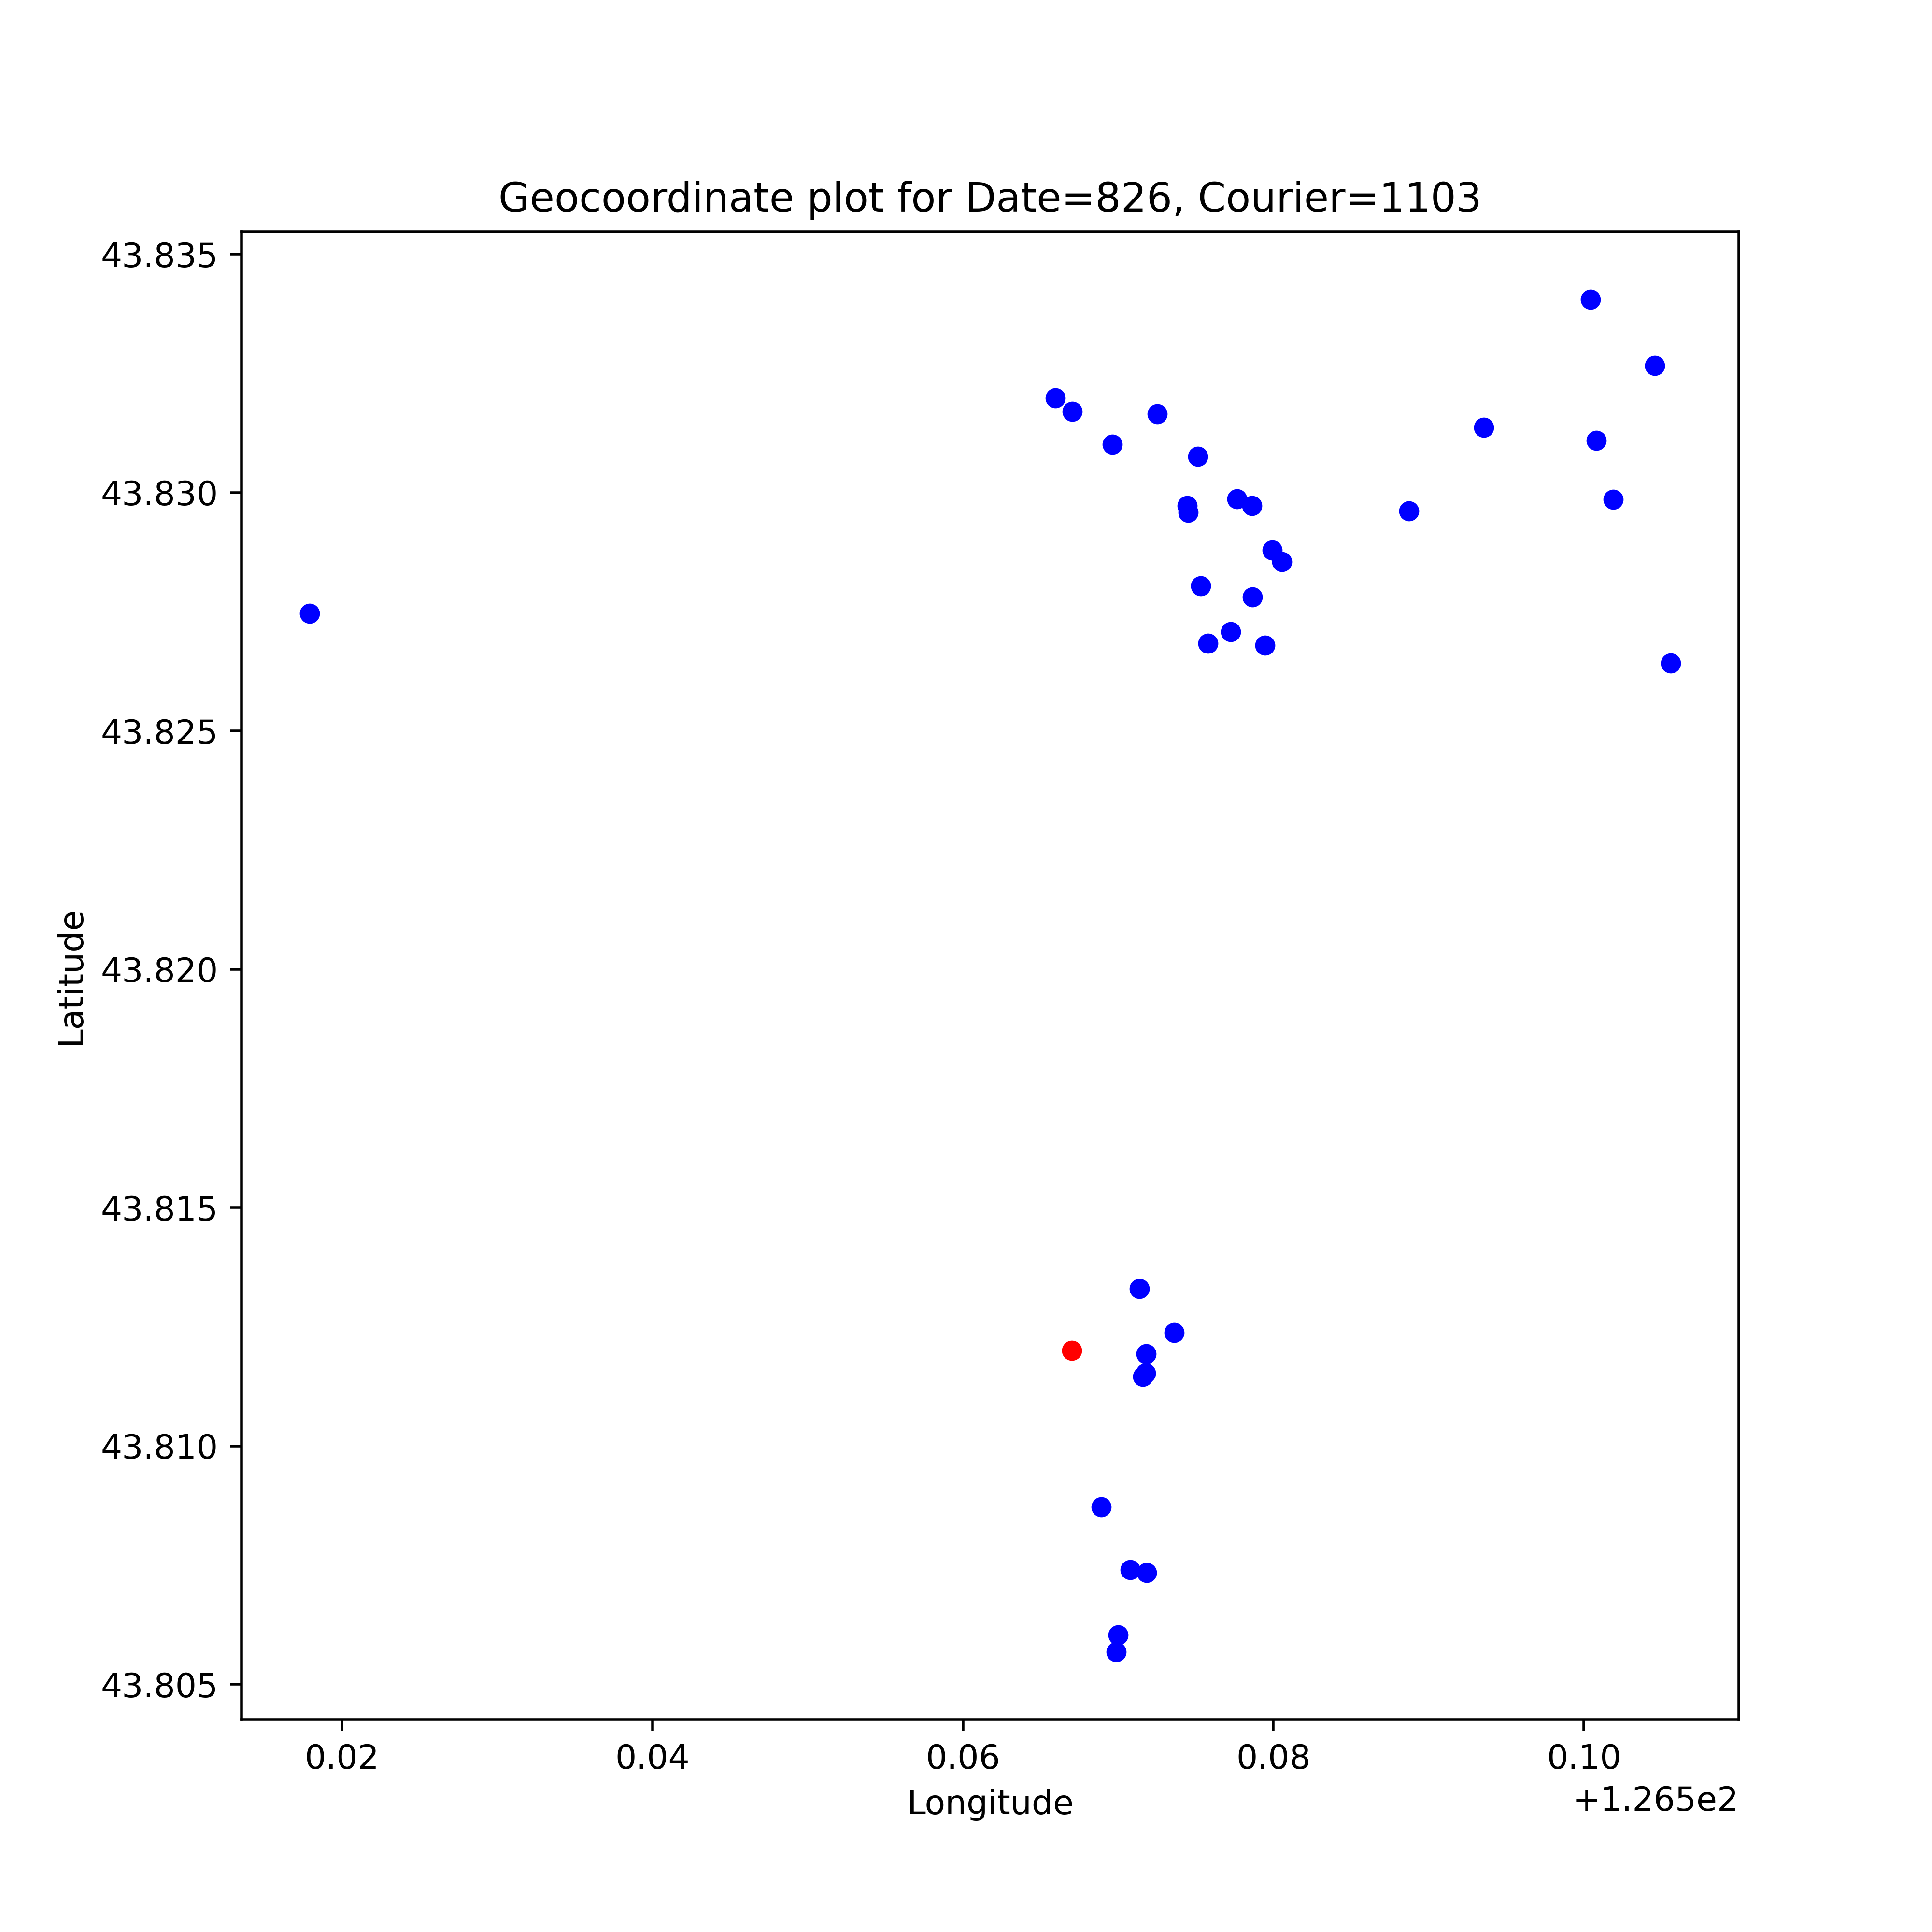 Geocoordinate plot for Date=826, Courier=1103
43.835
43.830
43.825
43.820
43.815
43.810
43.805
Latitude
0.02 0.04 0.06 0.08 0.10
Longitude
+1.265e2